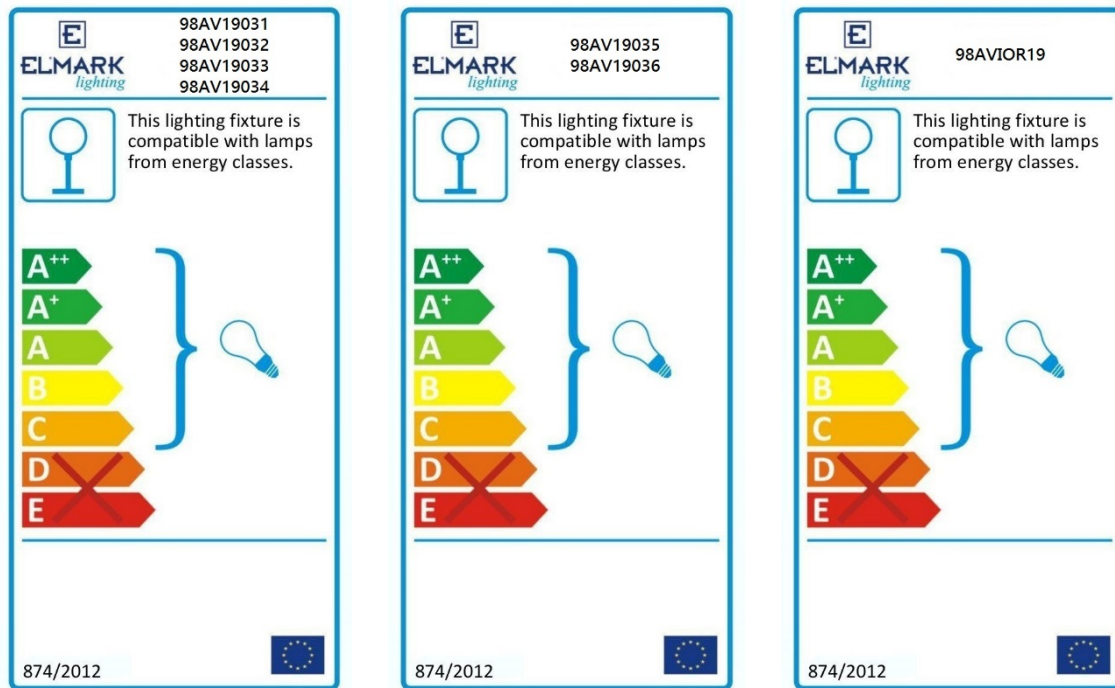 E
ELMARK
lighting
98AV19031
98AV19032
98AV19033
98AV19034
This lighting fixture is
compatible with lamps
from energy classes.
A++
A+
A
B
C
D
E
874/2012
E
ELMARK
lighting
98AV19035
98AV19036
This lighting fixture is
compatible with lamps
from energy classes.
A++
A+
A
B
C
D
E
874/2012
E
ELMARK
lighting
98AVIOR19
This lighting fixture is
compatible with lamps
from energy classes.
A++
A+
A
B
C
D
E
874/2012